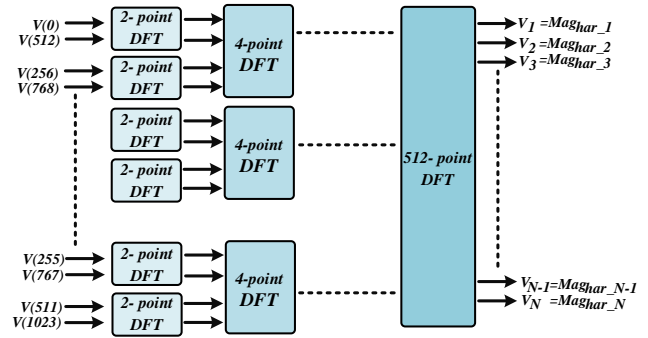 V(0)
V(512)
V(256)
V(768)
V(255)
V(767)
V(511)
V(1023)
2- point
DFT
2- point
DFT
2- point
DFT
2- point
DFT
2- point
DFT
2- point
DFT
4-point
DFT
4-point
DFT
4-point
DFT
512- point
DFT
V1 =Maghar_1
V2 =Maghar_2
V3 =Maghar_3
VN-1=Maghar_N-1
VN =Maghar_N